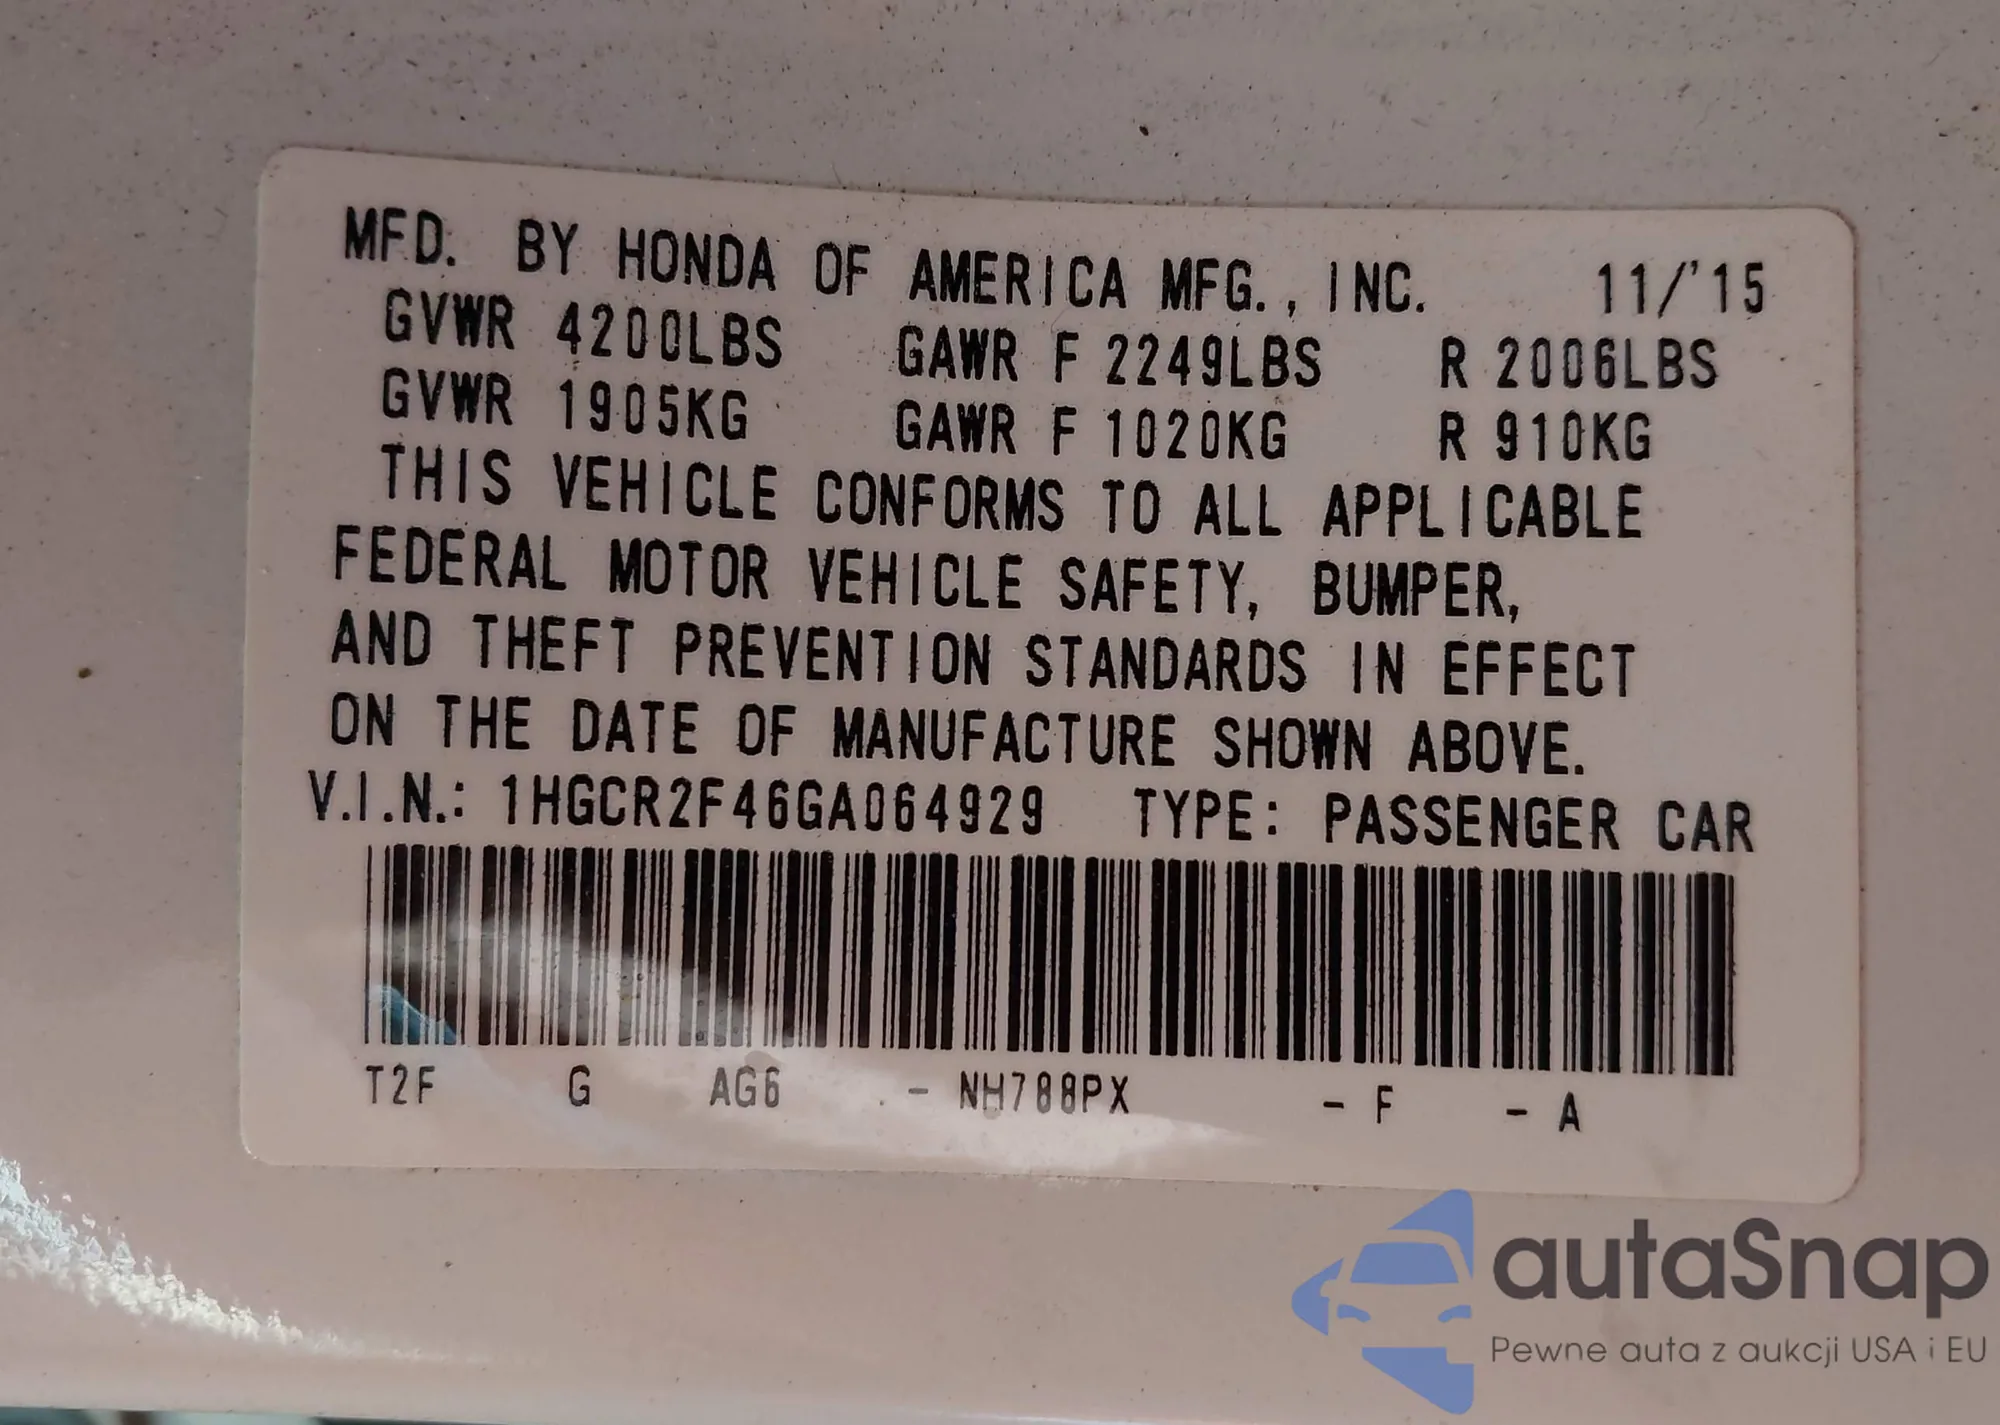 MFD. BY HONDA OF AMERICA MFG., INC. 11/'15
GVWR 4200LBS GAWR F 2249LBS R 2006LBS
GVWR 1905KG GAWR F 1020KG R 910KG
THIS VEHICLE CONFORMS TO ALL APPLICABLE
FEDERAL MOTOR VEHICLE SAFETY, BUMPER,
AND THEFT PREVENTION STANDARDS IN EFFECT
ON THE DATE OF MANUFACTURE SHOWN ABOVE.
V.I.N.: 1HGCR2F46GA064929 TYPE: PASSENGER CAR
T2F G AG6 - NH788PX - F - A
autaSnap
Pewne auta z aukcji USA i EU